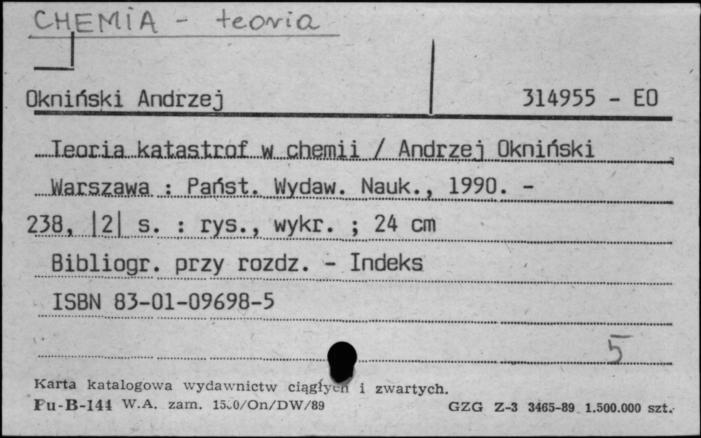 CHEMIA - teoria
Okniński Andrzej 314955 - EO
Teoria katastrof w chemii / Andrzej Okniński
Warszawa : Państ. Wydaw. Nauk., 1990. -
238, |2| s. : rys., wykr. ; 24 cm
Bibliogr. przy rozdz. - Indeks
ISBN 83-01-09698-5
5
Karta katalogowa wydawnictw ciągłych i zwartych.
Pu-B-144 W.A. zam. /On/DW/89 GZG Z-3 3465-89 1.500.000 szt.